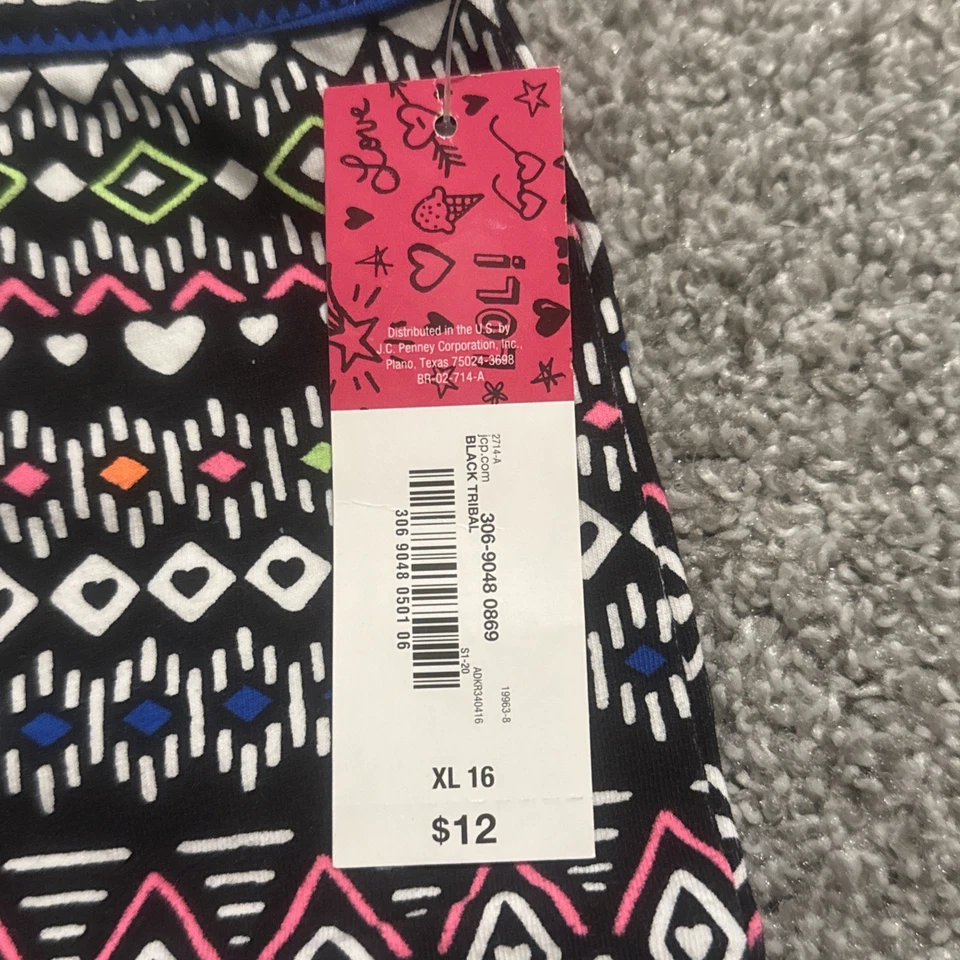 Love
Distributed in the U.S. by
J.C. Penney Corporation, Inc.,
Plano, Texas 75024-3698
BR-02-714-A
2714-A
jcp.com
306-9048 0869
BLACK TRIBAL
306 9048 0501 06
S1-20
ADKR340416
19963-8
XL 16
$12